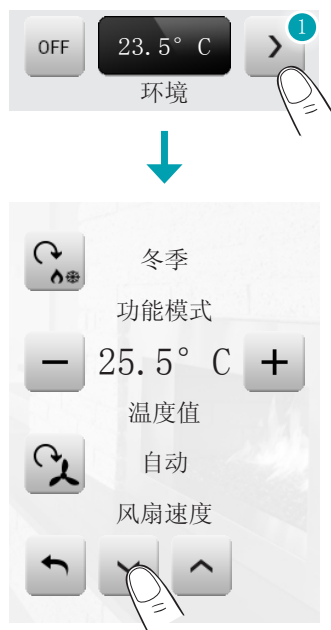 OFF 23.5° C 1
环境
冬季
功能模式
25.5° C
温度值
自动
风扇速度